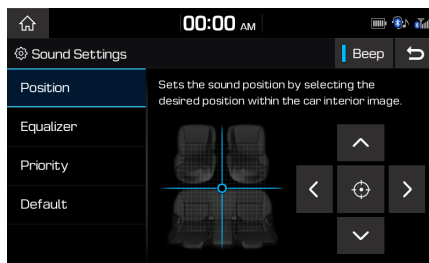 00:00 AM
Sound Settings
Beep
Position
Sets the sound position by selecting the
desired position within the car interior image.
Equalizer
Priority
Default